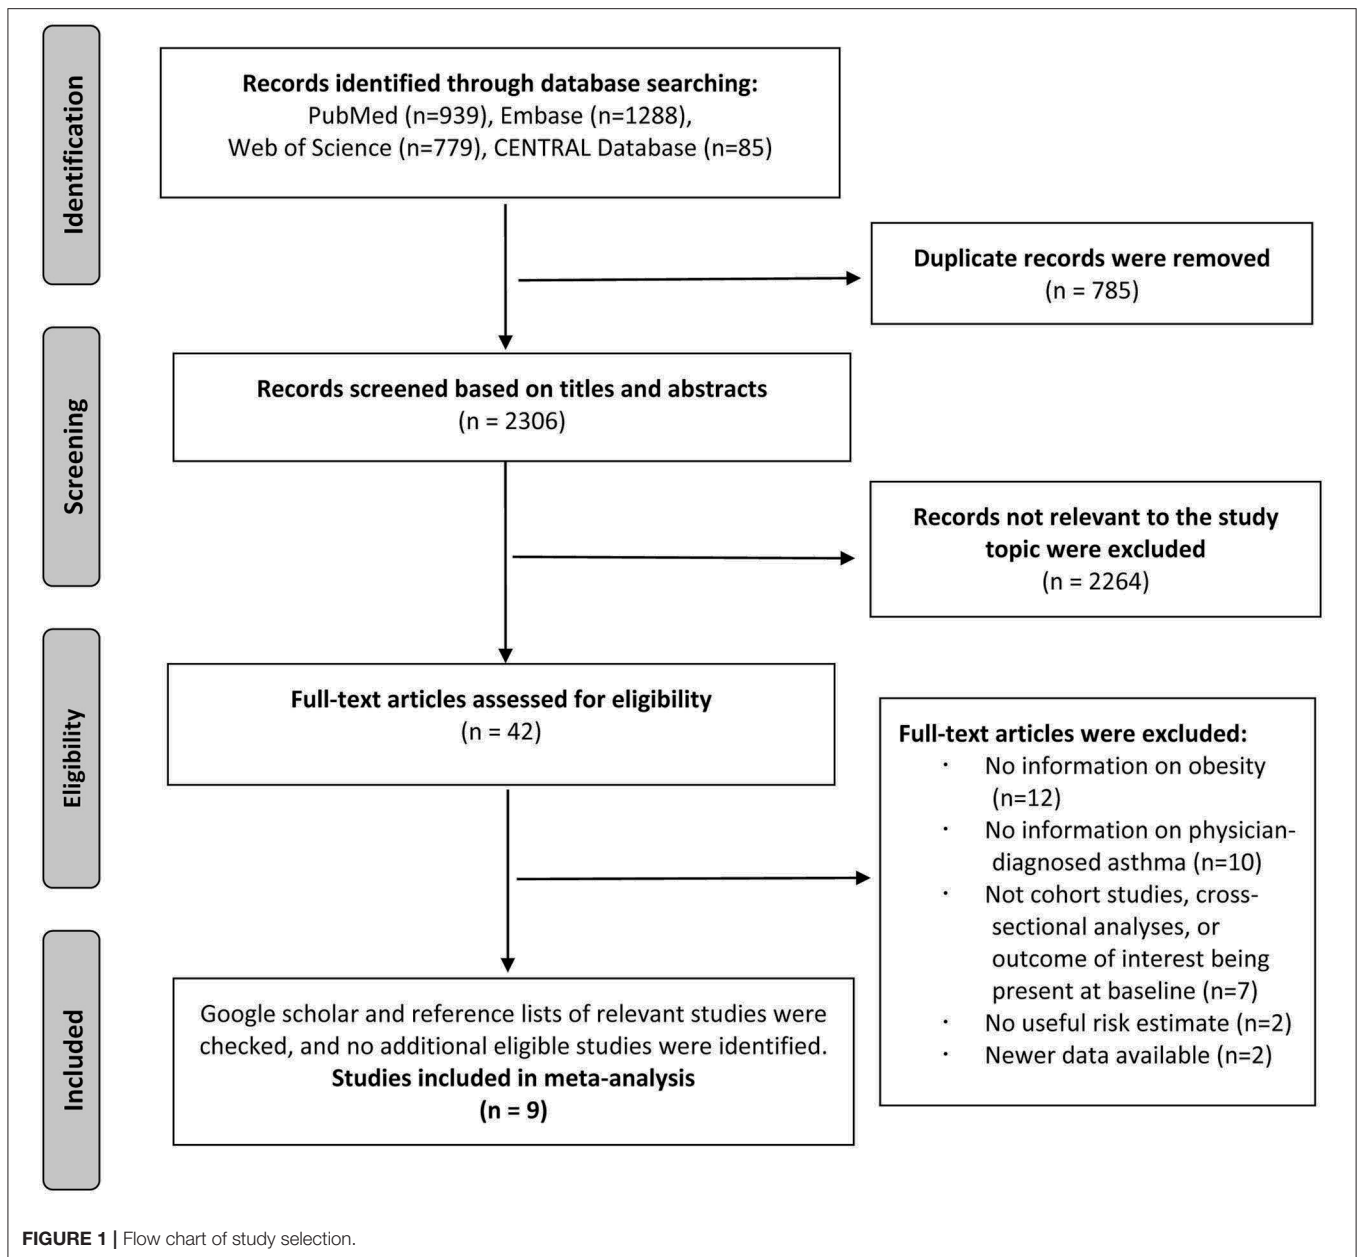 Identification
Records identified through database searching:
PubMed (n=939), Embase (n=1288),
Web of Science (n=779), CENTRAL Database (n=85)
Duplicate records were removed
(n = 785)
Screening
Records screened based on titles and abstracts
(n = 2306)
Records not relevant to the study
topic were excluded
(n = 2264)
Eligibility
Full-text articles assessed for eligibility
(n = 42)
Full-text articles were excluded:
· No information on obesity
(n=12)
· No information on physician-
diagnosed asthma (n=10)
· Not cohort studies, cross-
sectional analyses, or
outcome of interest being
present at baseline (n=7)
· No useful risk estimate (n=2)
· Newer data available (n=2)
Included
Google scholar and reference lists of relevant studies were
checked, and no additional eligible studies were identified.
Studies included in meta-analysis
(n = 9)
FIGURE 1 | Flow chart of study selection.